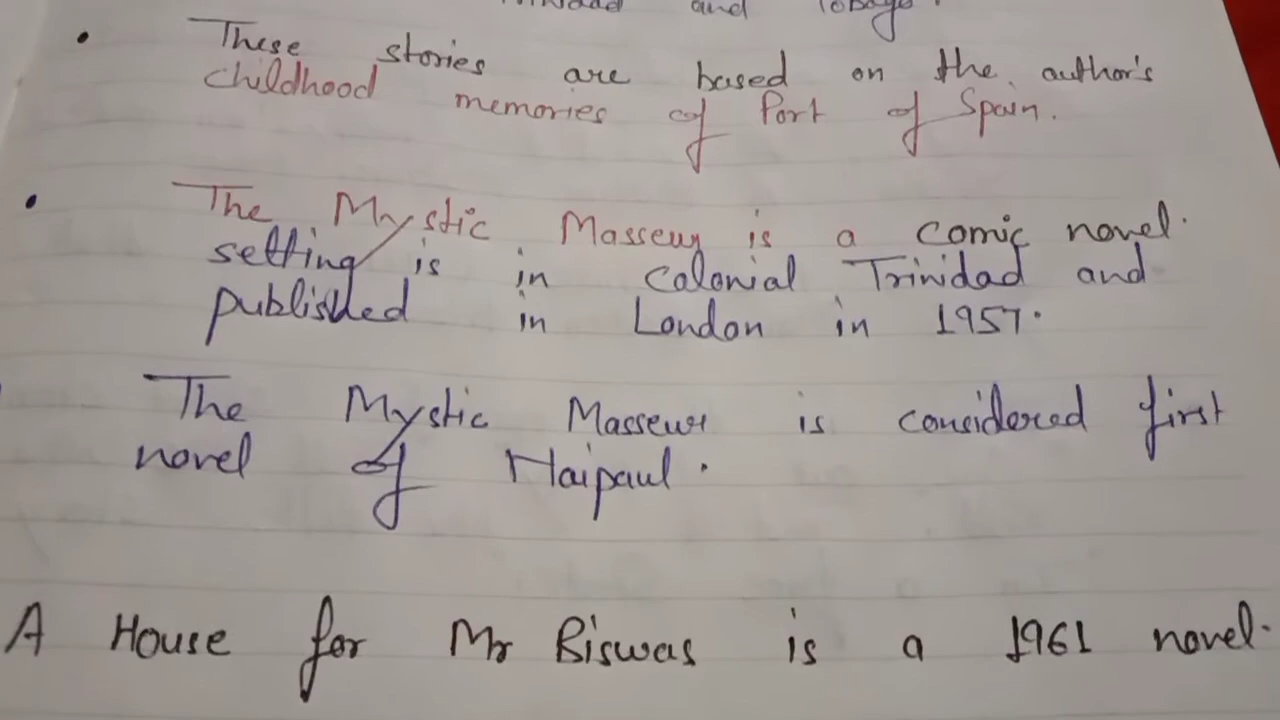 and Tobago.
These stories are based on the author's
childhood memories of Port of Spain.
The Mystic Masseur is a comic novel.
setting is in colonial Trinidad and
published in London in 1957.
The Mystic Masseur is considered first
novel of Naipaul.
A House for Mr Biswas is a 1961 novel.